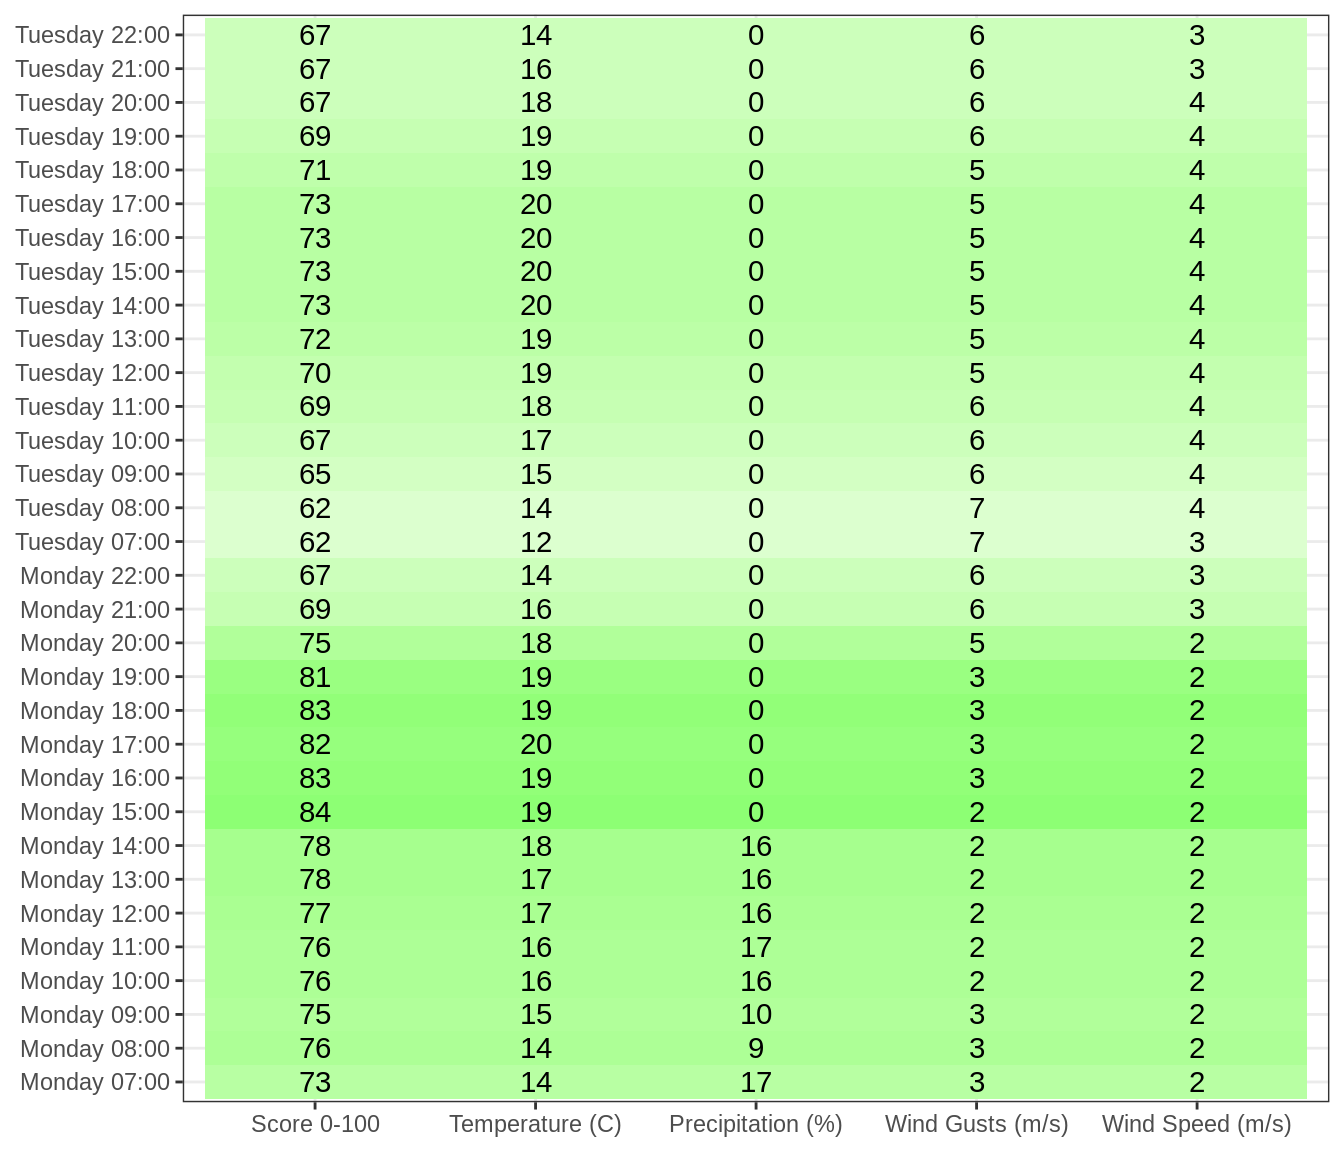 Tuesday 22:00 67 14 0 6 3
Tuesday 21:00 67 16 0 6 3
Tuesday 20:00 67 18 0 6 4
Tuesday 19:00 69 19 0 6 4
Tuesday 18:00 71 19 0 5 4
Tuesday 17:00 73 20 0 5 4
Tuesday 16:00 73 20 0 5 4
Tuesday 15:00 73 20 0 5 4
Tuesday 14:00 73 20 0 5 4
Tuesday 13:00 72 19 0 5 4
Tuesday 12:00 70 19 0 5 4
Tuesday 11:00 69 18 0 6 4
Tuesday 10:00 67 17 0 6 4
Tuesday 09:00 65 15 0 6 4
Tuesday 08:00 62 14 0 7 4
Tuesday 07:00 62 12 0 7 3
Monday 22:00 67 14 0 6 3
Monday 21:00 69 16 0 6 3
Monday 20:00 75 18 0 5 2
Monday 19:00 81 19 0 3 2
Monday 18:00 83 19 0 3 2
Monday 17:00 82 20 0 3 2
Monday 16:00 83 19 0 3 2
Monday 15:00 84 19 0 2 2
Monday 14:00 78 18 16 2 2
Monday 13:00 78 17 16 2 2
Monday 12:00 77 17 16 2 2
Monday 11:00 76 16 17 2 2
Monday 10:00 76 16 16 2 2
Monday 09:00 75 15 10 3 2
Monday 08:00 76 14 9 3 2
Monday 07:00 73 14 17 3 2
Score 0-100 Temperature (C) Precipitation (%) Wind Gusts (m/s) Wind Speed (m/s)